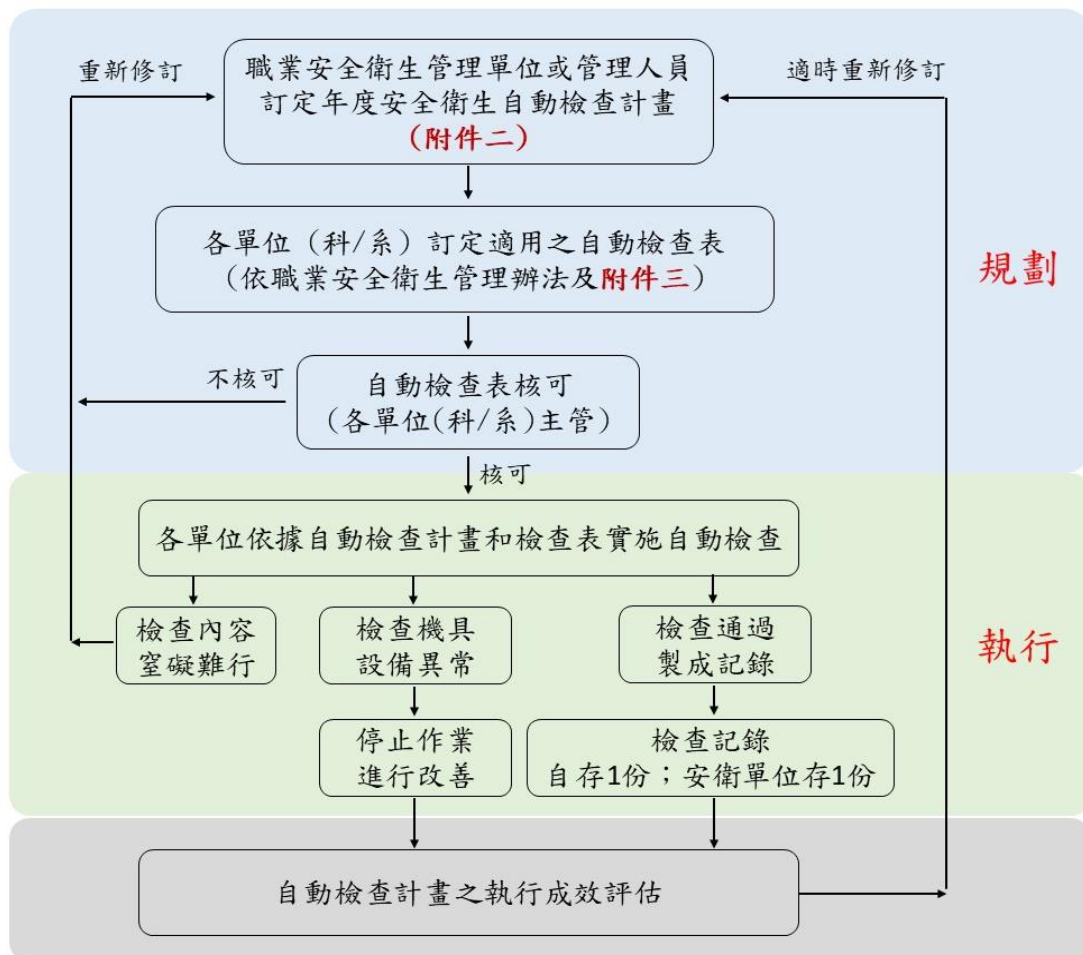 重新修訂
職業安全衛生管理單位或管理人員
訂定年度安全衛生自動檢查計畫
(附件二)
適時重新修訂
各單位（科/系）訂定適用之自動檢查表
(依職業安全衛生管理辦法及附件三)
規劃
不核可
自動檢查表核可
(各單位(科/系)主管)
核可
各單位依據自動檢查計畫和檢查表實施自動檢查
檢查內容
窒礙難行
檢查機具
設備異常
檢查通過
製成記錄
執行
停止作業
進行改善
檢查記錄
自存1份；安衛單位存1份
自動檢查計畫之執行成效評估